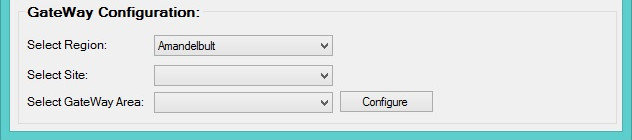 GateWay Configuration:
Select Region: Amandelbult
Select Site:
Select GateWay Area: Configure